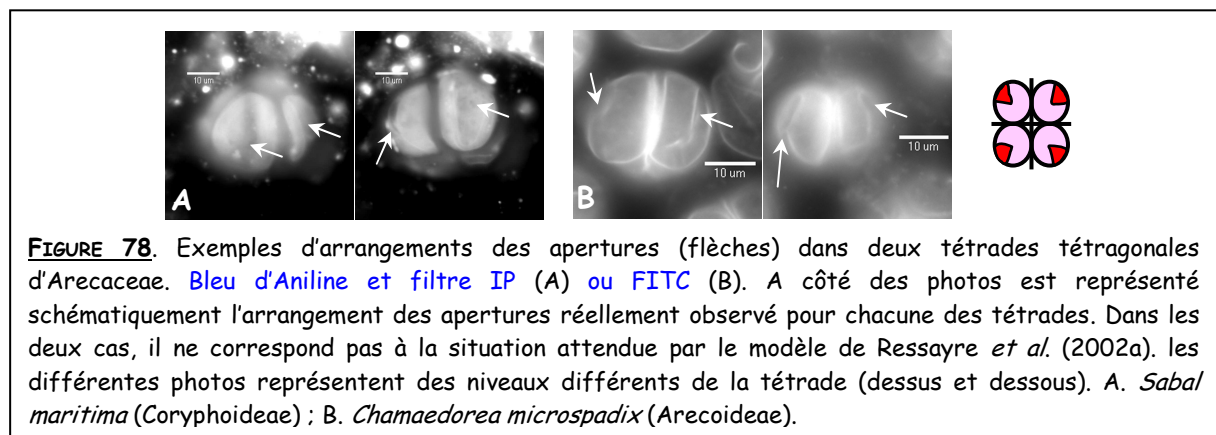 10 µm
10 µm
10 µm
10 µm
A
B
FIGURE 78. Exemples d'arrangements des apertures (flèches) dans deux tétrades tétragonales
d'Arecaceae. Bleu d'Aniline et filtre IP (A) ou FITC (B). A côté des photos est représenté
schématiquement l'arrangement des apertures réellement observé pour chacune des tétrades. Dans les
deux cas, il ne correspond pas à la situation attendue par le modèle de Ressayre et al. (2002a). les
différentes photos représentent des niveaux différents de la tétrade (dessus et dessous). A. Sabal
maritima (Coryphoideae) ; B. Chamaedorea microspadix (Arecoideae).